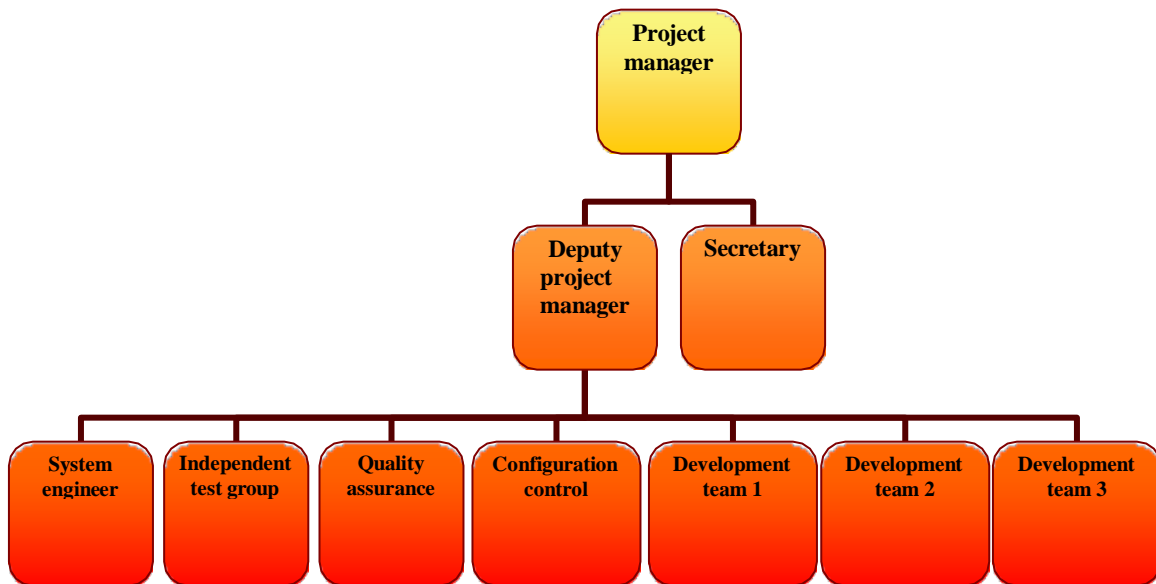 Project
manager
Deputy
project
manager
Secretary
System
engineer
Independent
test group
Quality
assurance
Configuration
control
Development
team 1
Development
team 2
Development
team 3